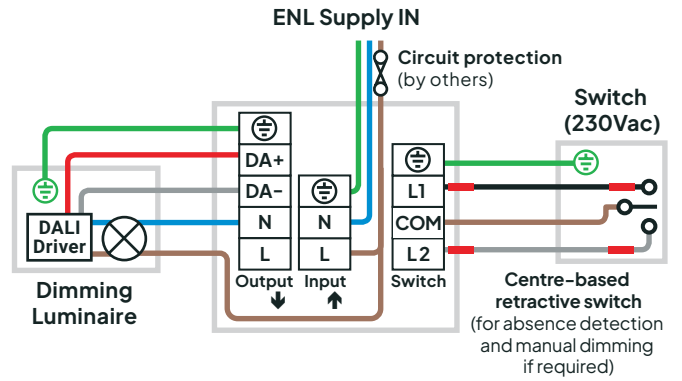 ENL Supply IN
Circuit protection
(by others)
Switch
(230Vac)
DA+
DA-
N
L
Output
N
L
Input
L1
COM
L2
Switch
DALI
Driver
Dimming
Luminaire
Centre-based
retractive switch
(for absence detection
and manual dimming
if required)